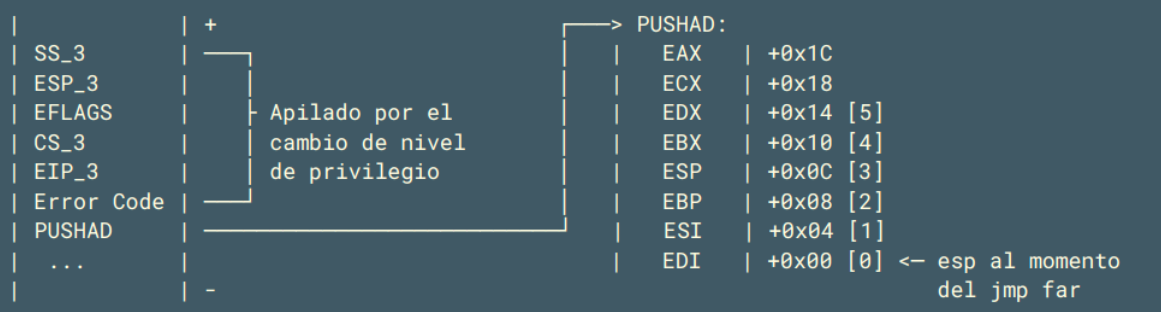 |             | +                            ┌───> PUSHAD:
| SS_3        | ───┐                         │   |   EAX   | +0x1C
| ESP_3       |    │                         │   |   ECX   | +0x18
| EFLAGS      |    ├ Apilado por el          │   |   EDX   | +0x14 [5]
| CS_3        |    │ cambio de nivel         │   |   EBX   | +0x10 [4]
| EIP_3       |    │ de privilegio           │   |   ESP   | +0x0C [3]
| Error Code  | ───┘                         │   |   EBP   | +0x08 [2]
| PUSHAD      | ─────────────────────────────┘   |   ESI   | +0x04 [1]
|  ...        |                                  |   EDI   | +0x00 [0] <─ esp al momento
|             | -                                                       del jmp far